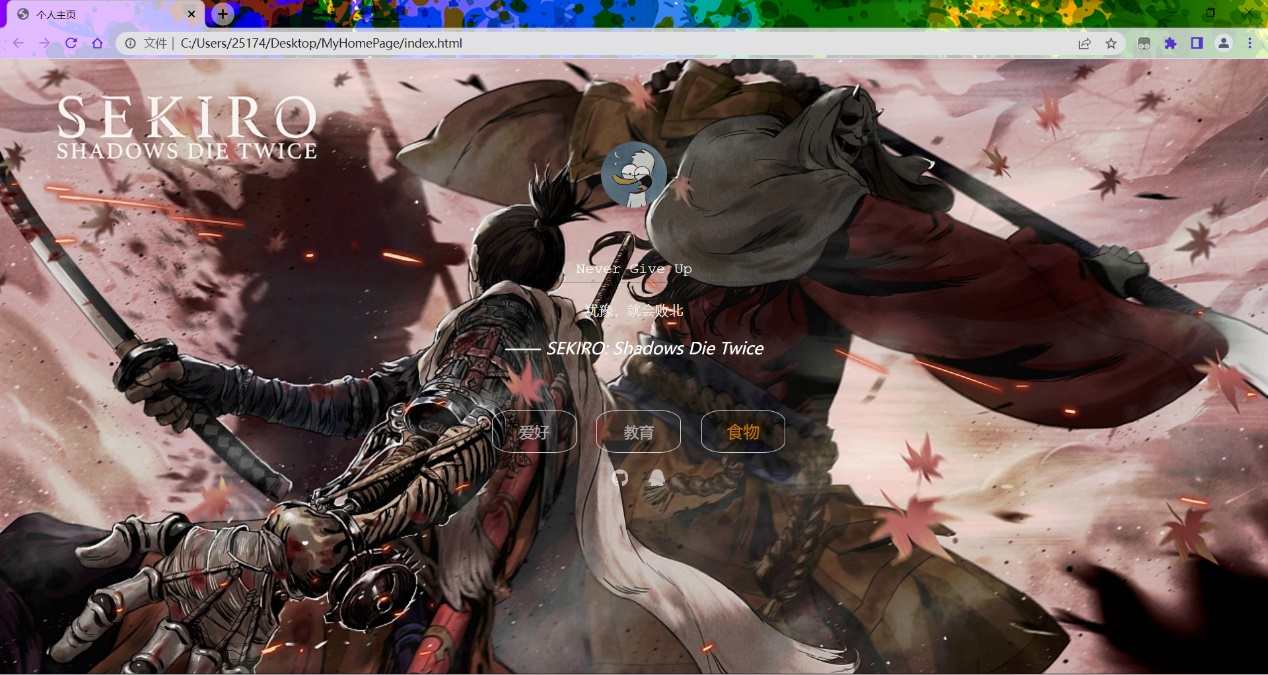 个人主页
文件 | C:/Users/25174/Desktop/MyHomePage/index.html
SEKIRO
SHADOWS DIE TWICE
Never Give Up
犹豫，就会败北
—— SEKIRO: Shadows Die Twice
爱好 教育 食物